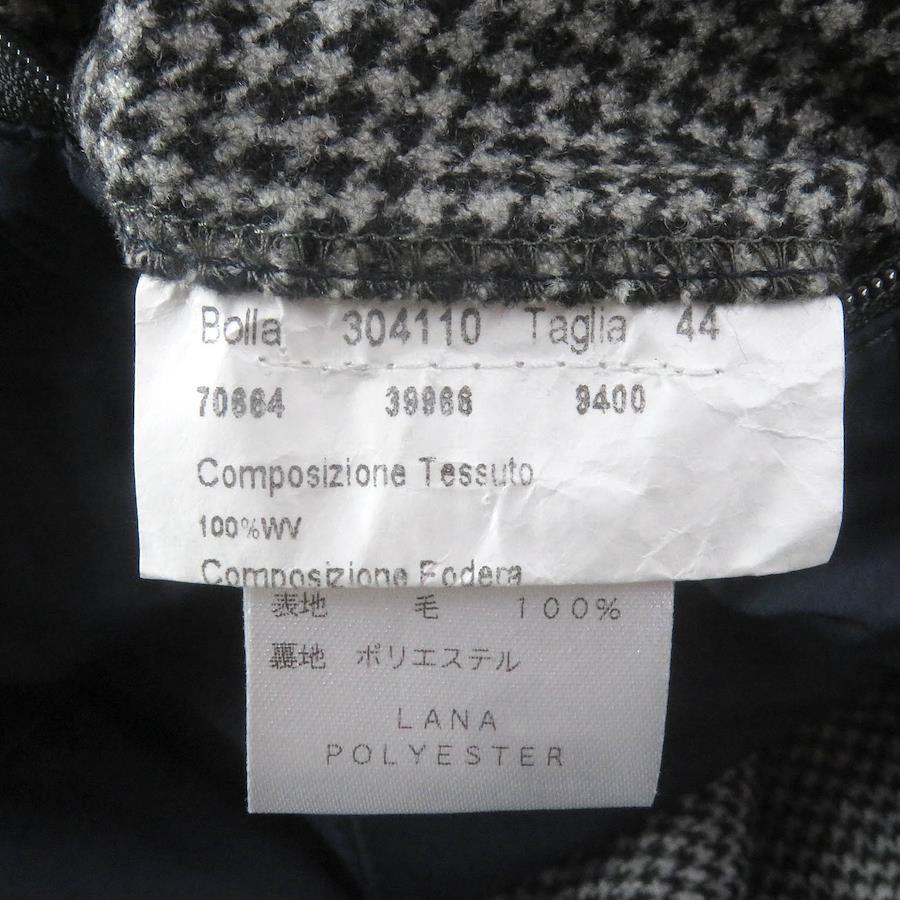 Bolla 304110 Taglia 44
70664 39966 9400
Composizione Tessuto
100%WV
Composizione Fodera
表地 毛 100%
裏地 ポリエステル
LANA
POLYESTER